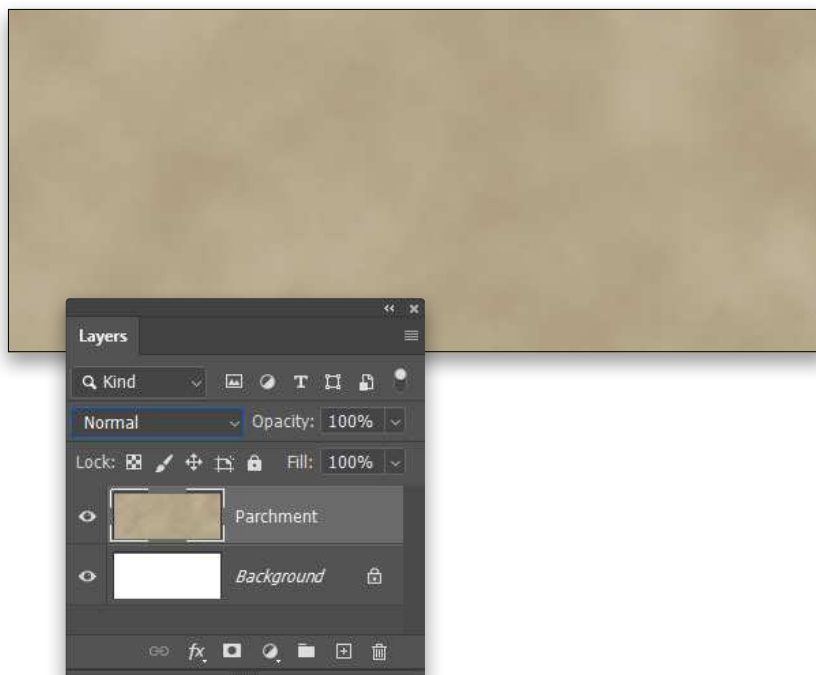 Layers
Kind
Normal Opacity: 100%
Lock: Fill: 100%
Parchment
Background
fx